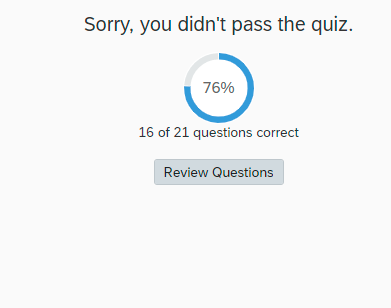 Sorry, you didn't pass the quiz.
76%
16 of 21 questions correct
Review Questions